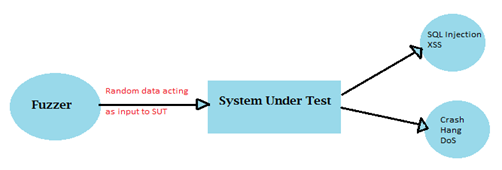 Fuzzer
Random data acting
as input to SUT
System Under Test
SQL Injection
XSS
Crash
Hang
DoS